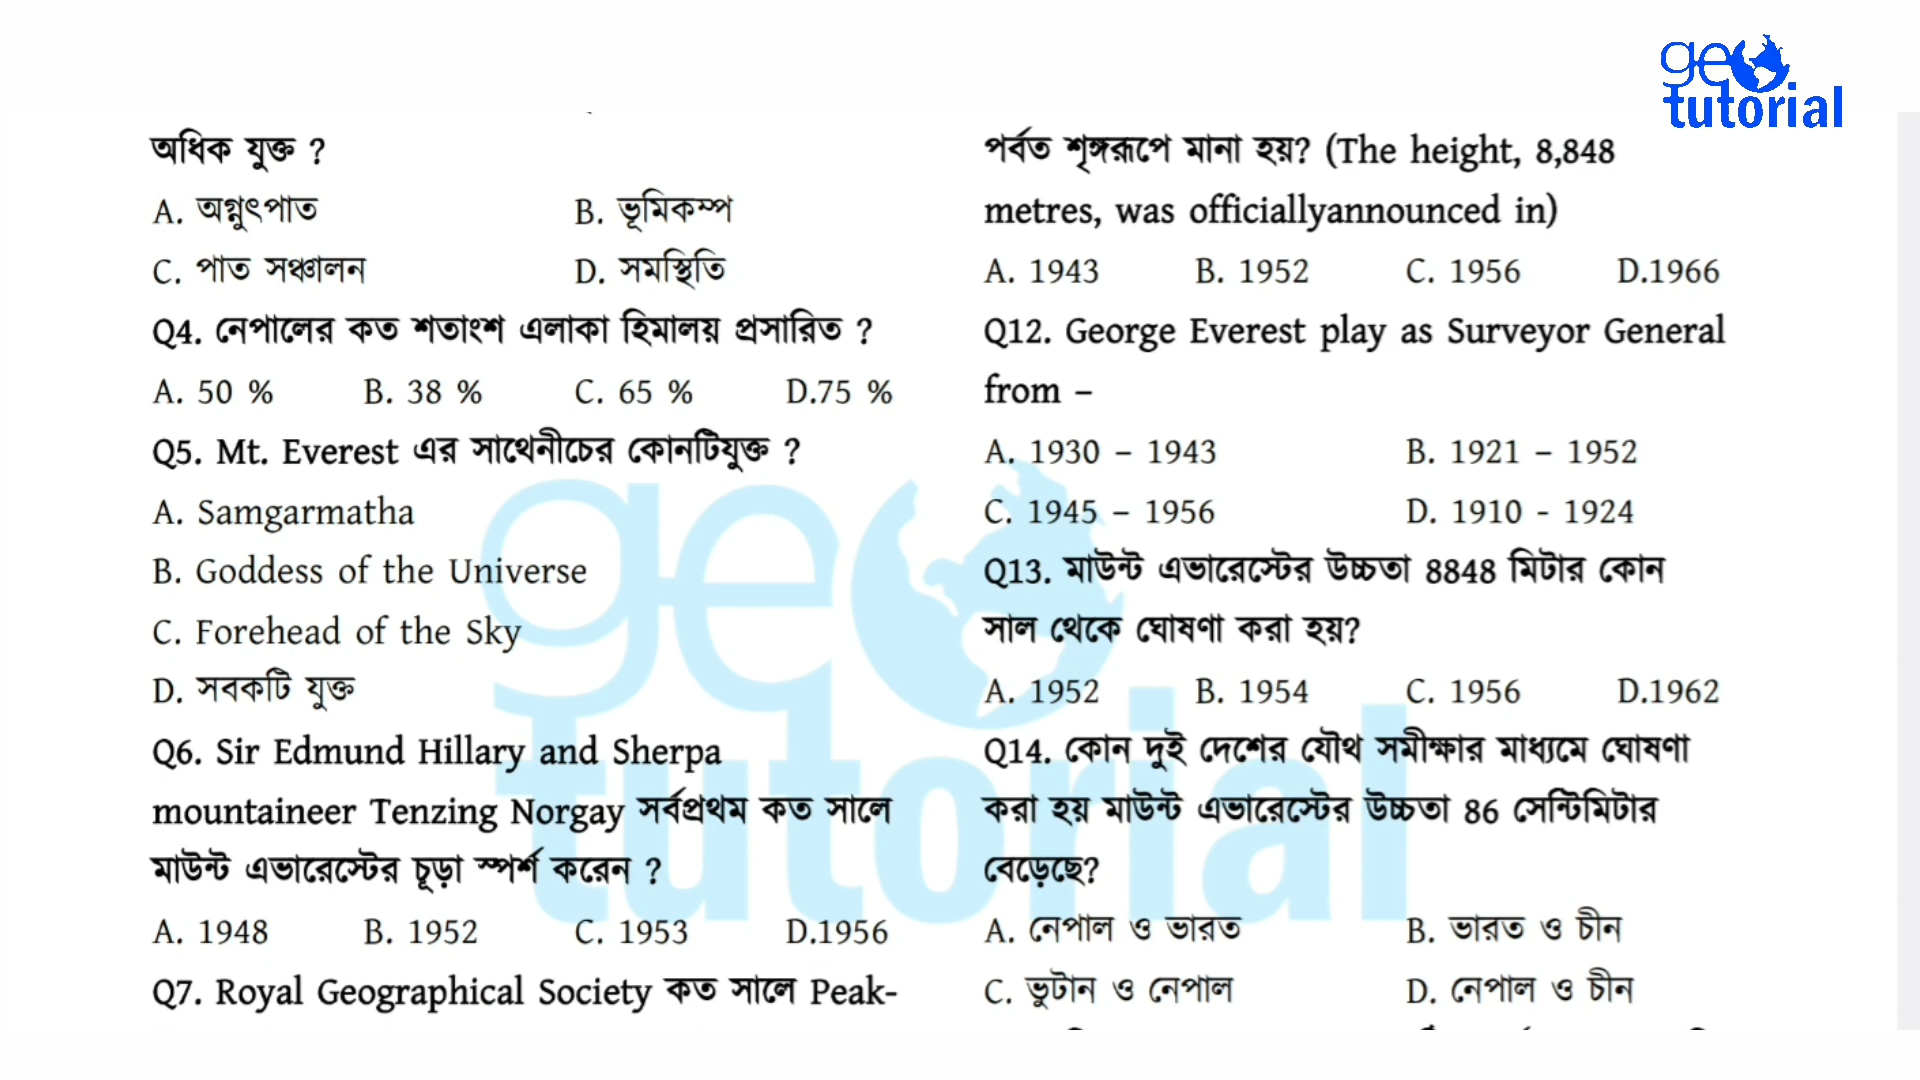 geo
tutorial
অধিক যুক্ত ?
A. অগ্নুৎপাত B. ভূমিকম্প
C. পাত সঞ্চালন D. সমস্থিতি
Q4. নেপালের কত শতাংশ এলাকা হিমালয় প্রসারিত ?
A. 50 % B. 38 % C. 65 % D.75 %
Q5. Mt. Everest এর সাথেনীচের কোনটিযুক্ত ?
A. Samgarmatha
B. Goddess of the Universe
C. Forehead of the Sky
D. সবকটি যুক্ত
Q6. Sir Edmund Hillary and Sherpa
mountaineer Tenzing Norgay সর্বপ্রথম কত সালে
মাউন্ট এভারেস্টের চূড়া স্পর্শ করেন ?
A. 1948 B. 1952 C. 1953 D.1956
Q7. Royal Geographical Society কত সালে Peak-
পর্বত শৃঙ্গরূপে মানা হয়? (The height, 8,848
metres, was officiallyannounced in)
A. 1943 B. 1952 C. 1956 D.1966
Q12. George Everest play as Surveyor General
from –
A. 1930 – 1943 B. 1921 – 1952
C. 1945 – 1956 D. 1910 - 1924
Q13. মাউন্ট এভারেস্টের উচ্চতা 8848 মিটার কোন
সাল থেকে ঘোষণা করা হয়?
A. 1952 B. 1954 C. 1956 D.1962
Q14. কোন দুই দেশের যৌথ সমীক্ষার মাধ্যমে ঘোষণা
করা হয় মাউন্ট এভারেস্টের উচ্চতা 86 সেন্টিমিটার
বেড়েছে?
A. নেপাল ও ভারত B. ভারত ও চীন
C. ভুটান ও নেপাল D. নেপাল ও চীন
geo
tutorial